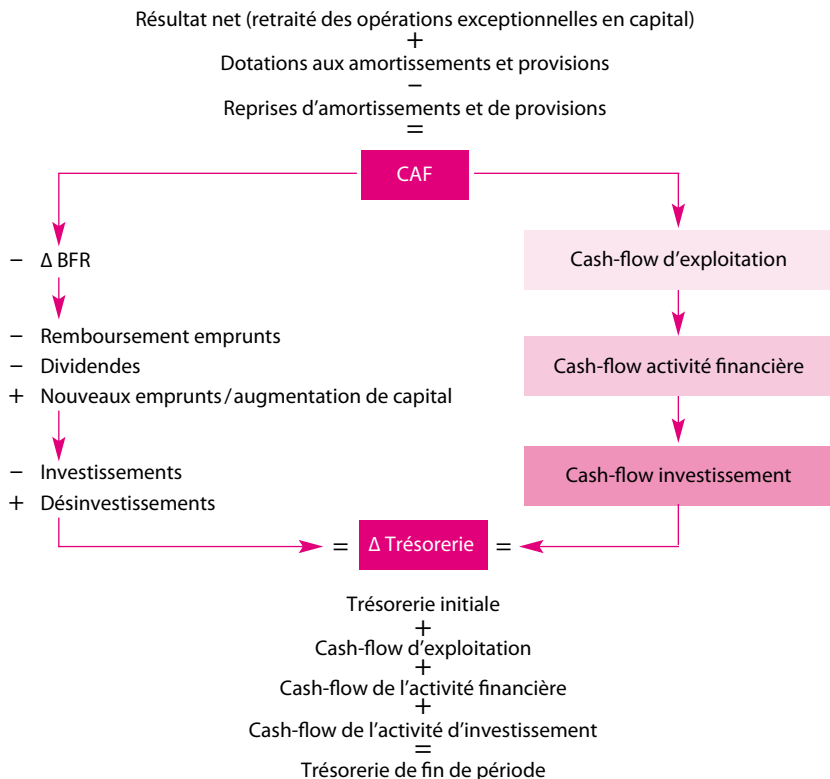 Résultat net (retraité des opérations exceptionnelles en capital)
+
Dotations aux amortissements et provisions
–
Reprises d’amortissements et de provisions
=
CAF
– Δ BFR
Cash-flow d’exploitation
– Remboursement emprunts
– Dividendes
+ Nouveaux emprunts/augmentation de capital
Cash-flow activité financière
– Investissements
+ Désinvestissements
Cash-flow investissement
= Δ Trésorerie =
Trésorerie initiale
+
Cash-flow d’exploitation
+
Cash-flow de l’activité financière
+
Cash-flow de l’activité d’investissement
=
Trésorerie de fin de période